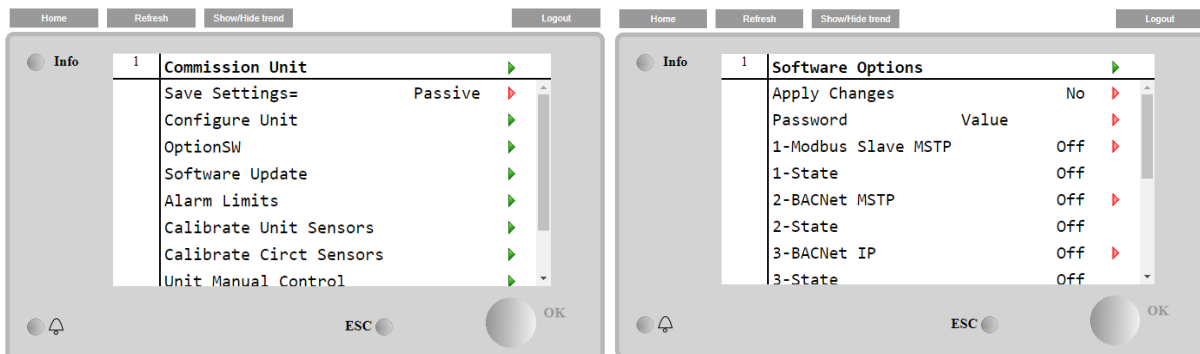 Home Refresh Show/Hide trend Logout
Info
1 Commission Unit
Save Settings= Passive
Configure Unit
OptionSW
Software Update
Alarm Limits
Calibrate Unit Sensors
Calibrate Circt Sensors
Unit Manual Control
ESC OK
Home Refresh Show/Hide trend Logout
Info
1 Software Options
Apply Changes No
Password Value
1-Modbus Slave MSTP Off
1-State Off
2-BACNet MSTP Off
2-State Off
3-BACNet IP Off
3-State Off
ESC OK